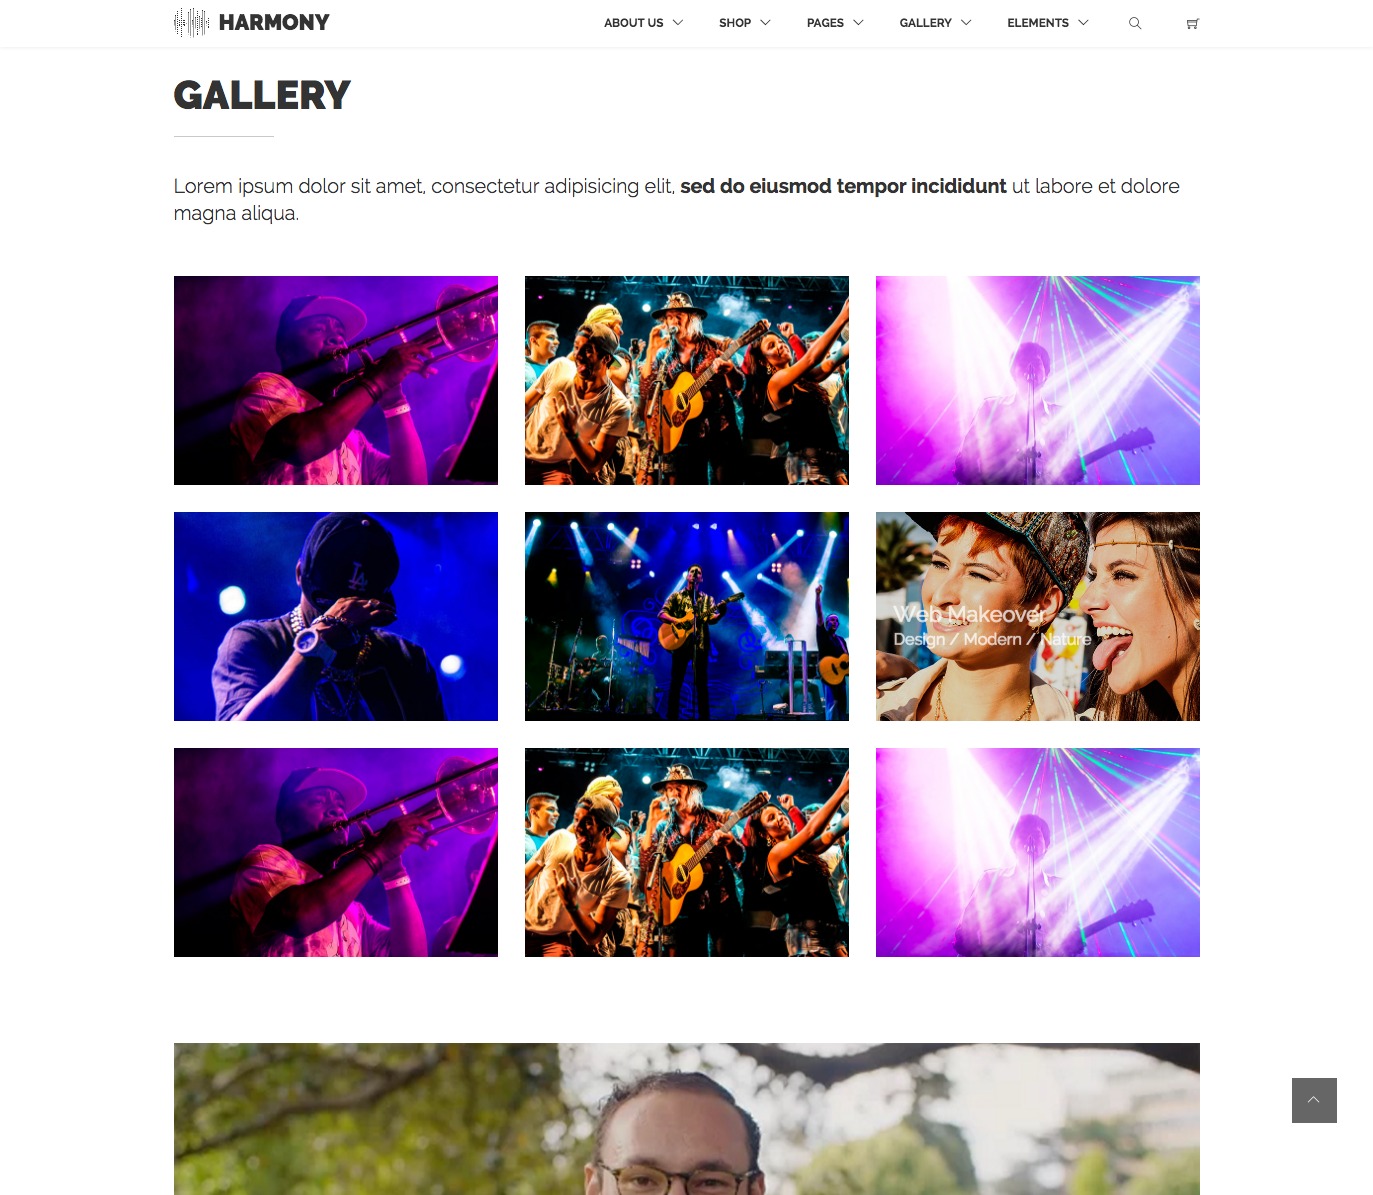 HARMONY
ABOUT US
SHOP
PAGES
GALLERY
ELEMENTS
GALLERY
Lorem ipsum dolor sit amet, consectetur adipisicing elit, sed do eiusmod tempor incididunt ut labore et dolore
magna aliqua.
LA
Web Makeover
Design / Modern / Nature